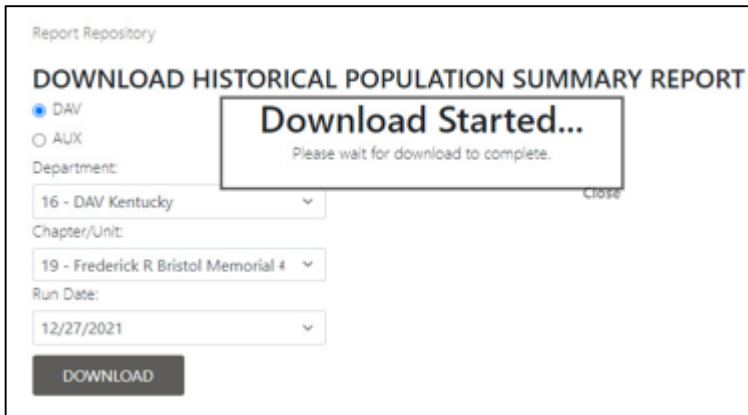 Report Repository
DOWNLOAD HISTORICAL POPULATION SUMMARY REPORT
DAV
AUX
Download Started...
Please wait for download to complete.
Close
Department:
16 - DAV Kentucky
Chapter/Unit:
19 - Frederick R Bristol Memorial #
Run Date:
12/27/2021
DOWNLOAD